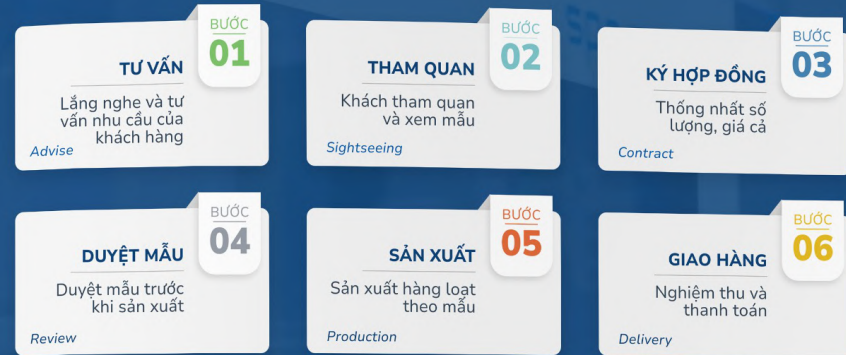 BƯỚC
01
TƯ VẤN
Lắng nghe và tư
vấn nhu cầu của
khách hàng
Advise
BƯỚC
02
THAM QUAN
Khách tham quan
và xem mẫu
Sightseeing
BƯỚC
03
KÝ HỢP ĐỒNG
Thống nhất số
lượng, giá cả
Contract
BƯỚC
04
DUYỆT MẪU
Duyệt mẫu trước
khi sản xuất
Review
BƯỚC
05
SẢN XUẤT
Sản xuất hàng loạt
theo mẫu
Production
BƯỚC
06
GIAO HÀNG
Nghiệm thu và
thanh toán
Delivery